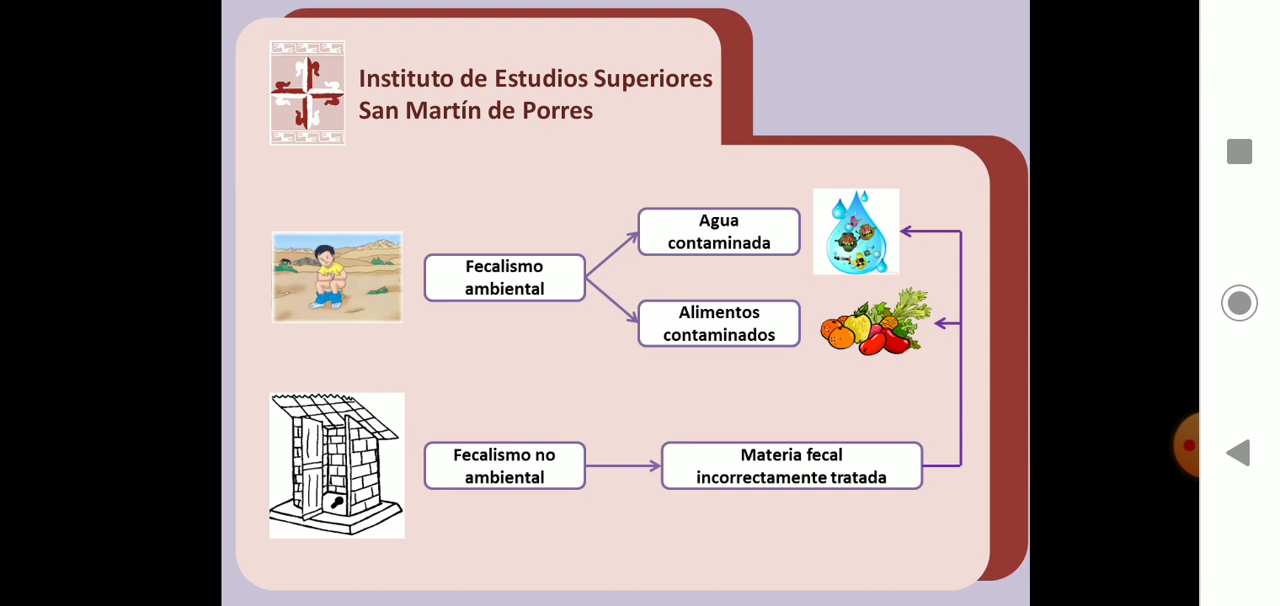 Instituto de Estudios Superiores
San Martín de Porres
Agua
contaminada
Fecalismo
ambiental
Alimentos
contaminados
Fecalismo no
ambiental
Materia fecal
incorrectamente tratada